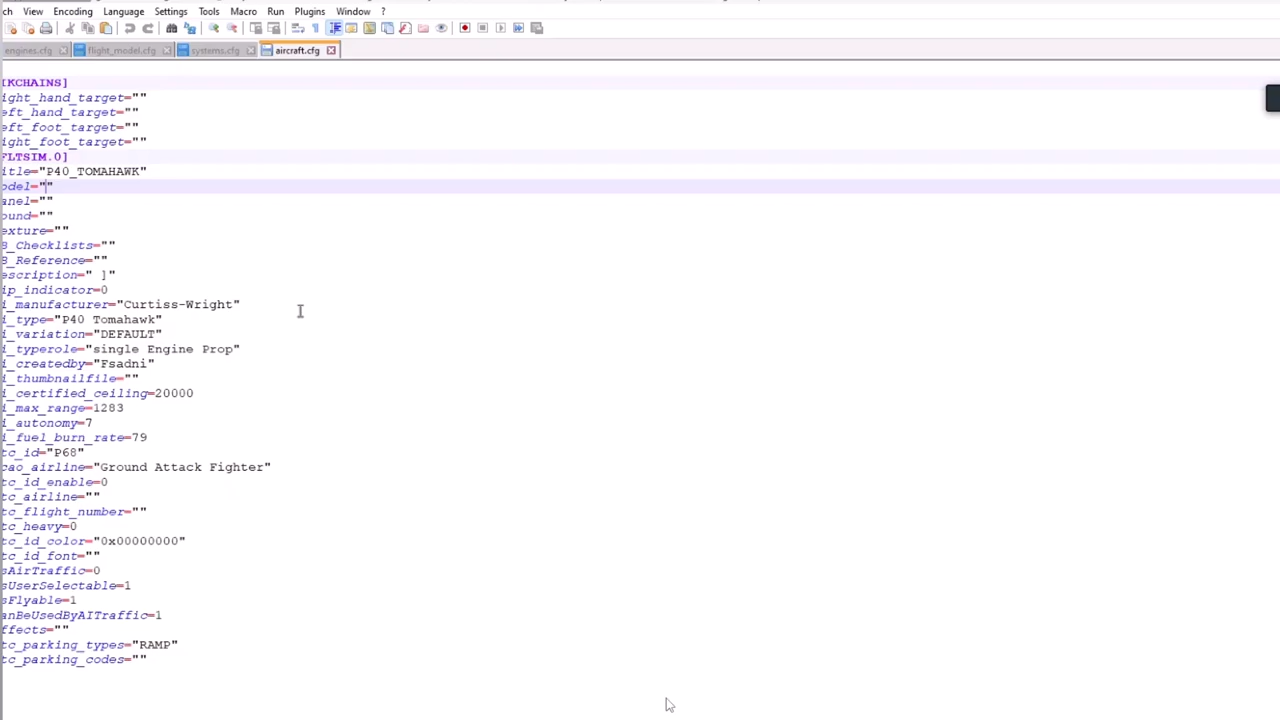 ch View Encoding Language Settings Tools Macro Run Plugins Window ?
engines.cfg flight_model.cfg systems.cfg aircraft.cfg
IKCHAINS]
ight_hand_target=""
eft_hand_target=""
eft_foot_target=""
ight_foot_target=""
FLTSIM.0]
itle="P40_TOMAHAWK"
odel=""
anel=""
ound=""
exture=""
B_Checklists=""
B_Reference=""
escription=" ]"
ip_indicator=0
i_manufacturer="Curtiss-Wright"
i_type="P40 Tomahawk"
i_variation="DEFAULT"
i_typerole="single Engine Prop"
i_createdby="Fsadni"
i_thumbnailfile=""
i_certified_ceiling=20000
i_max_range=1283
i_autonomy=7
i_fuel_burn_rate=79
tc_id="P68"
cao_airline="Ground Attack Fighter"
tc_id_enable=0
tc_airline=""
tc_flight_number=""
tc_heavy=0
tc_id_color="0x00000000"
tc_id_font=""
sAirTraffic=0
sUserSelectable=1
sFlyable=1
anBeUsedByAITraffic=1
ffects=""
tc_parking_types="RAMP"
tc_parking_codes=""